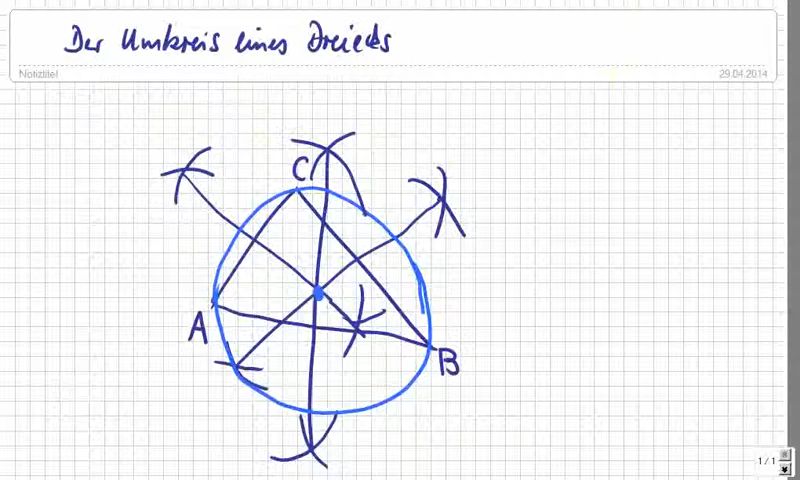 Der Umkreis eines Dreiecks
Notiztitel
29.04.2014
C
A
B
1 / 1